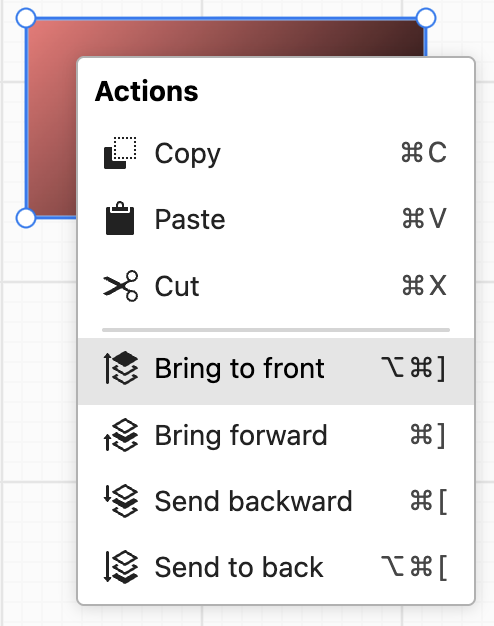 Actions
Copy ⌘C
Paste ⌘V
Cut ⌘X
Bring to front ⌥⌘]
Bring forward ⌘]
Send backward ⌘[
Send to back ⌥⌘[